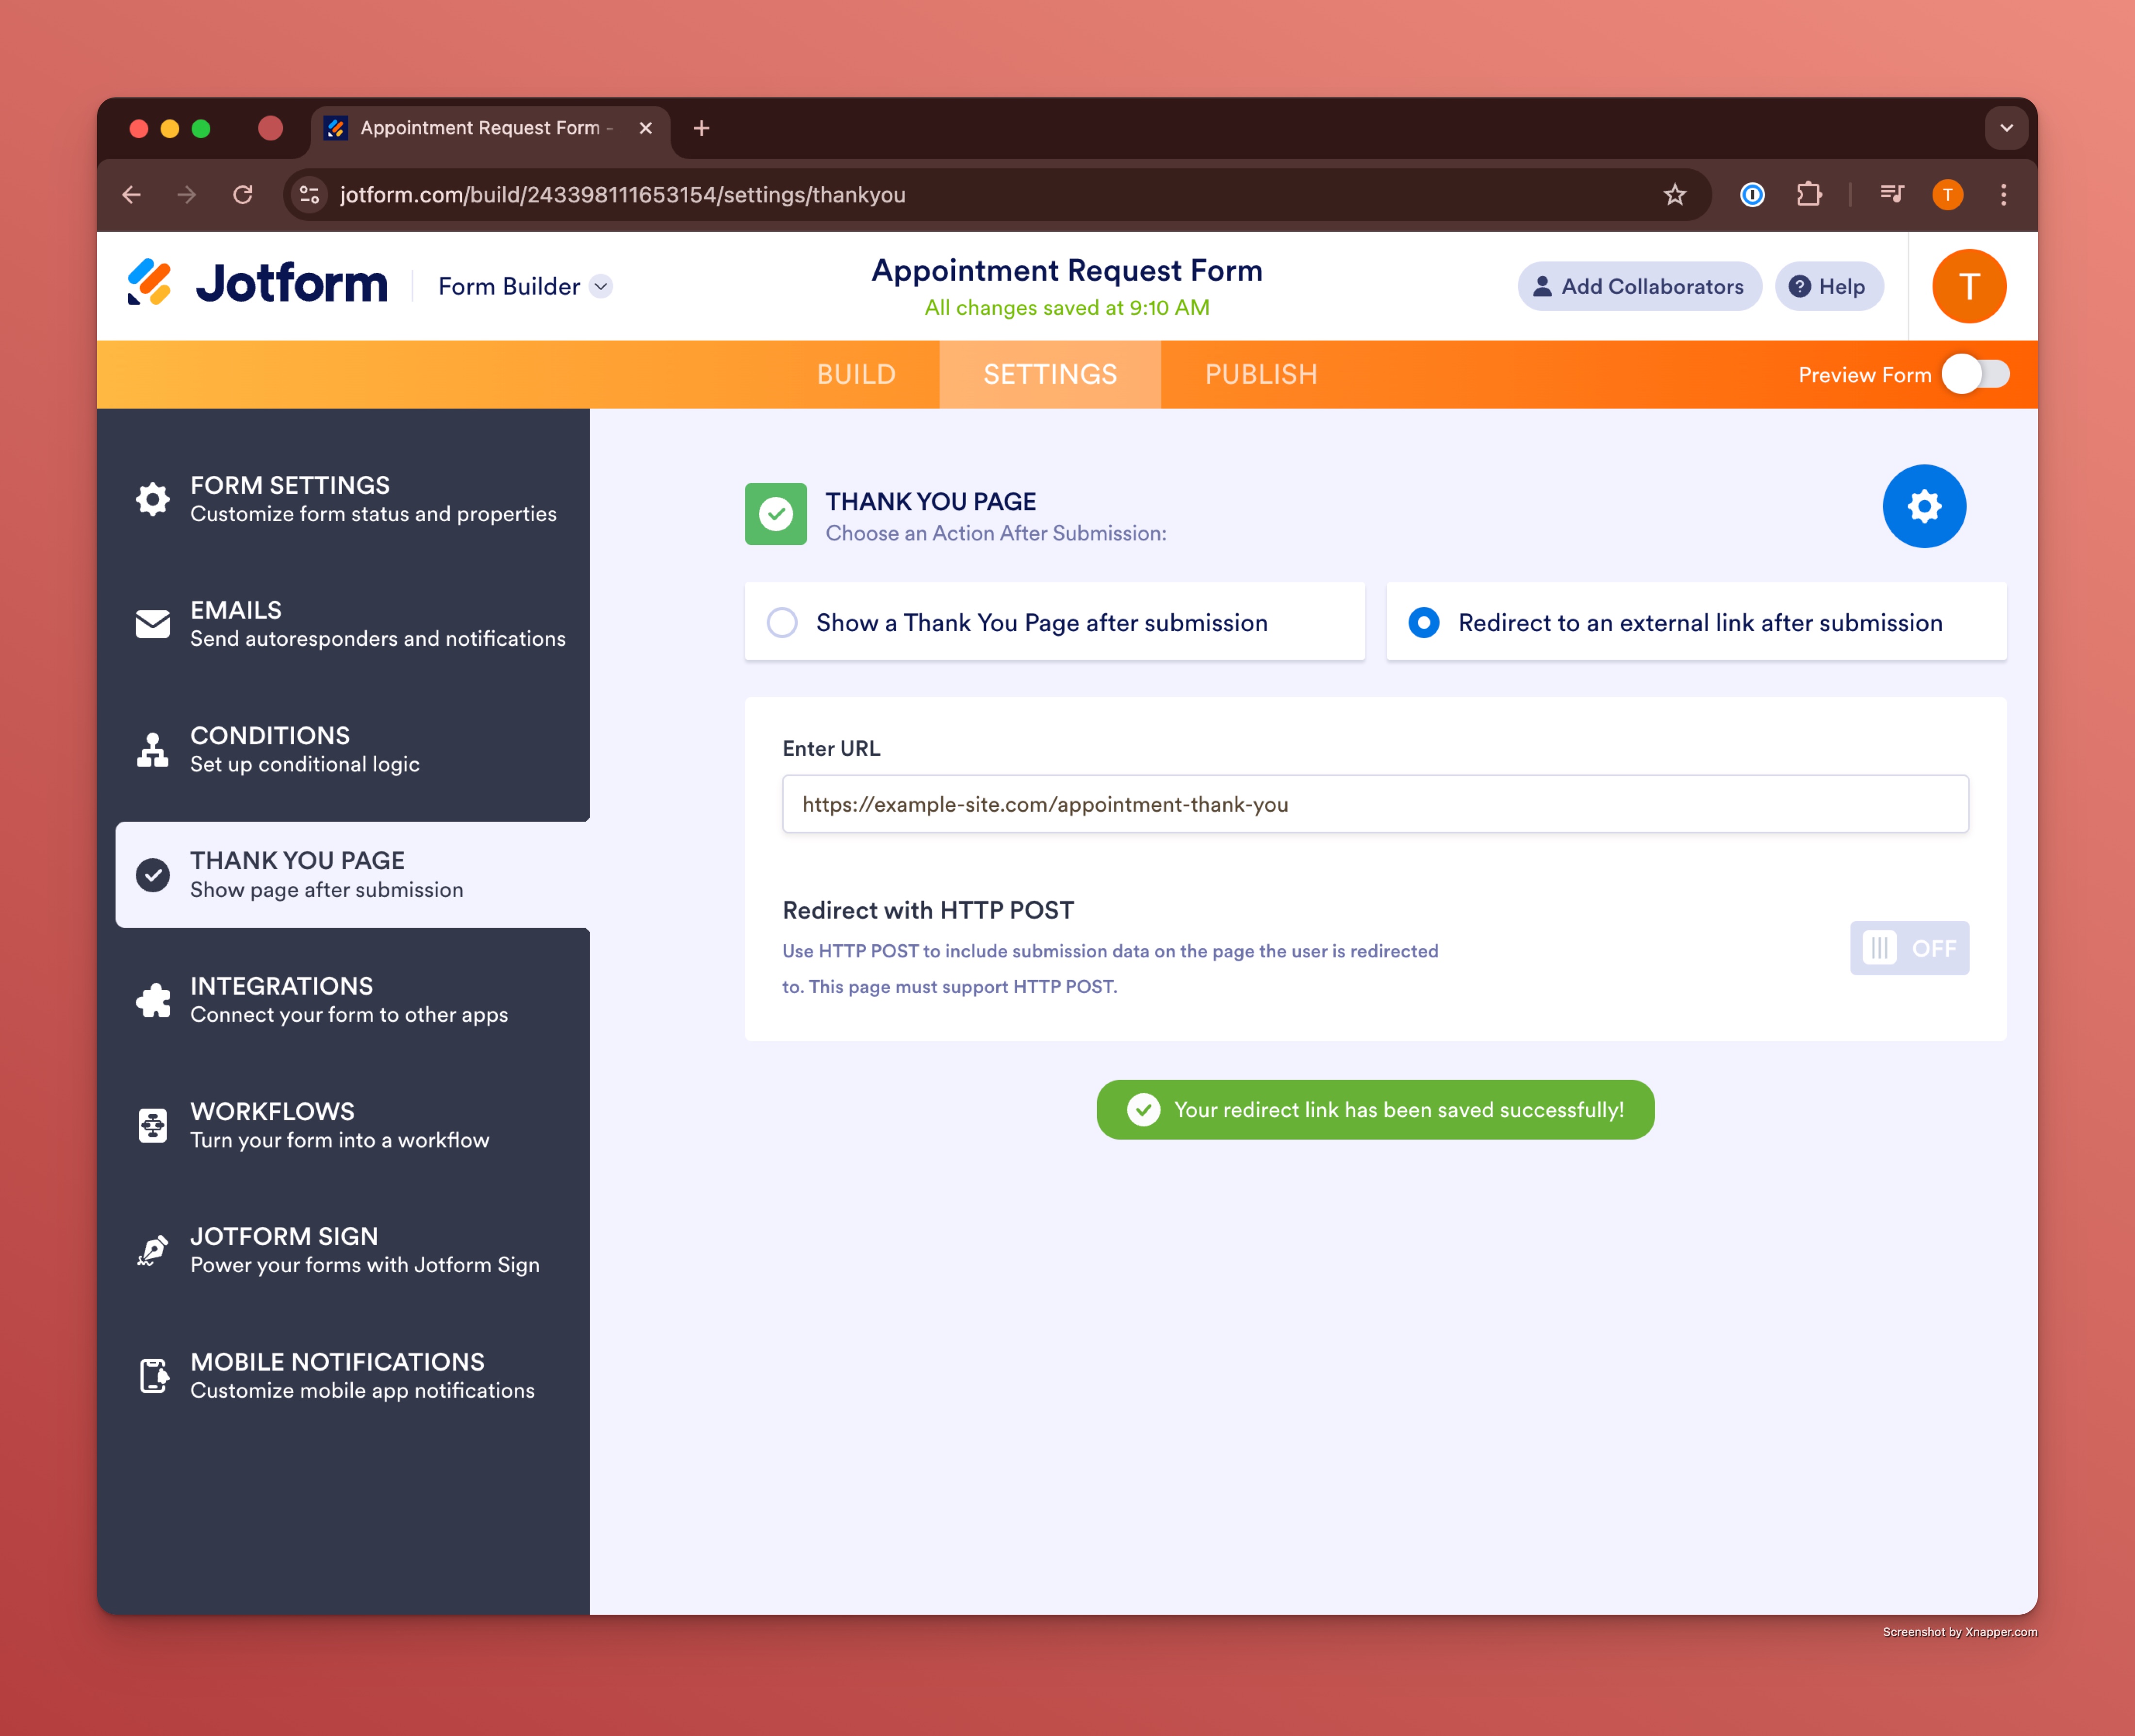 Appointment Request Form -
jotform.com/build/243398111653154/settings/thankyou
T
Jotform
Form Builder
Appointment Request Form
All changes saved at 9:10 AM
Add Collaborators
? Help
T
BUILD
SETTINGS
PUBLISH
Preview Form
FORM SETTINGS
Customize form status and properties
EMAILS
Send autoresponders and notifications
CONDITIONS
Set up conditional logic
THANK YOU PAGE
Show page after submission
INTEGRATIONS
Connect your form to other apps
WORKFLOWS
Turn your form into a workflow
JOTFORM SIGN
Power your forms with Jotform Sign
MOBILE NOTIFICATIONS
Customize mobile app notifications
THANK YOU PAGE
Choose an Action After Submission:
Show a Thank You Page after submission
Redirect to an external link after submission
Enter URL
https://example-site.com/appointment-thank-you
Redirect with HTTP POST
Use HTTP POST to include submission data on the page the user is redirected
to. This page must support HTTP POST.
OFF
Your redirect link has been saved successfully!
Screenshot by Xnapper.com